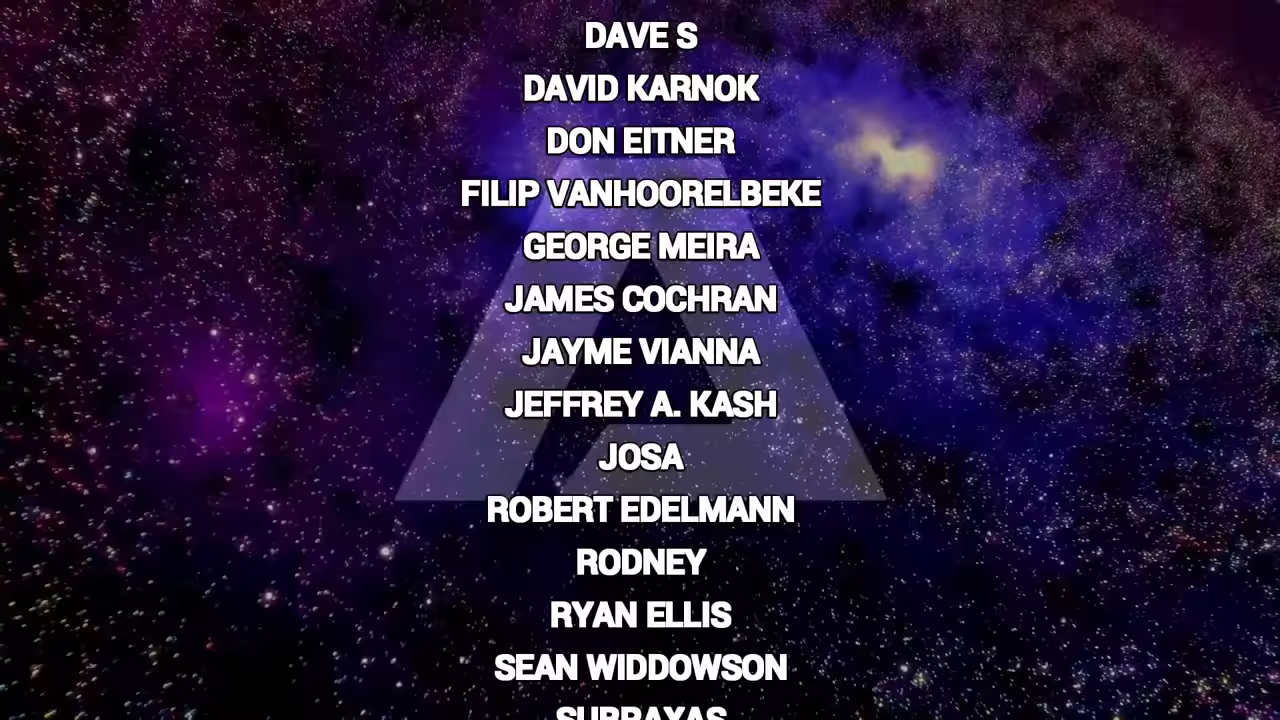 DAVE S
DAVID KARNOK
DON EITNER
FILIP VANHOORELBEKE
GEORGE MEIRA
JAMES COCHRAN
JAYME VIANNA
JEFFREY A. KASH
JOSA
ROBERT EDELMANN
RODNEY
RYAN ELLIS
SEAN WIDDOWSON